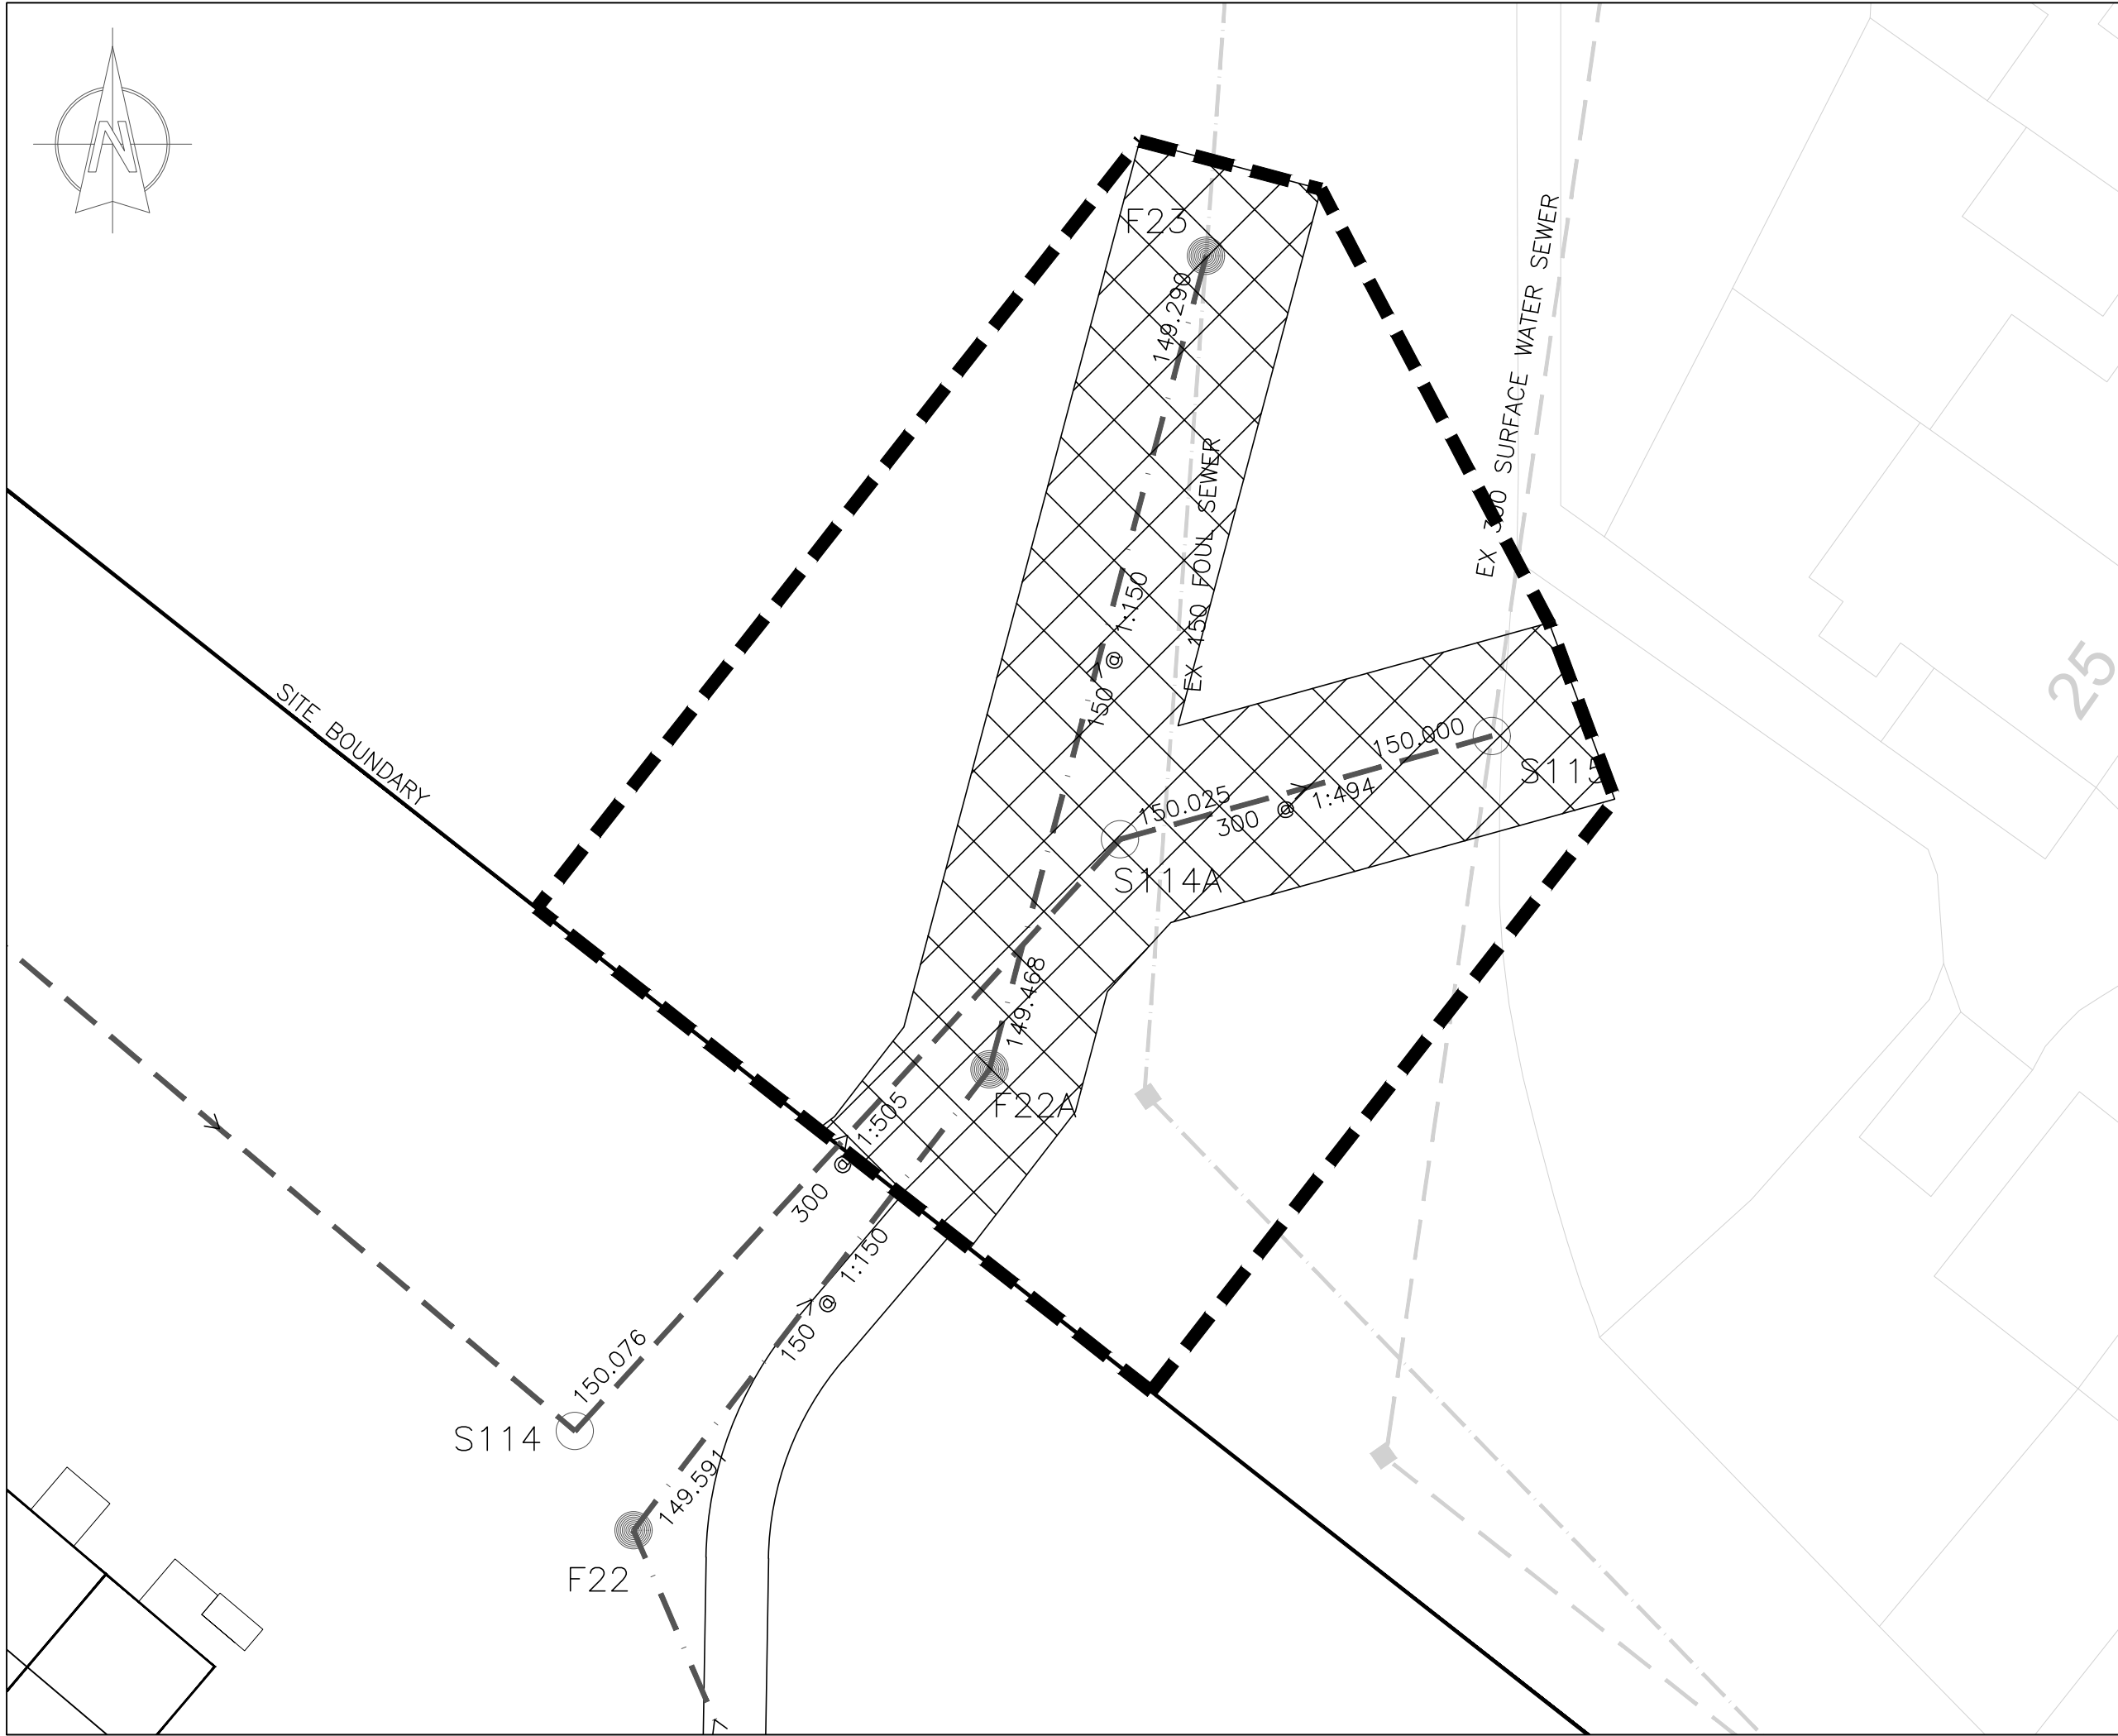 N
F23
149.299
EX 150 FOUL SEWER
EX 300 SURFACE WATER SEWER
150 @ 1:150
SITE BOUNDARY
150.000
S115
150.025
300 @ 1:494
S114A
25
149.468
F22A
300 @ 1:505
150 @ 1:150
150.076
S114
149.591
F22